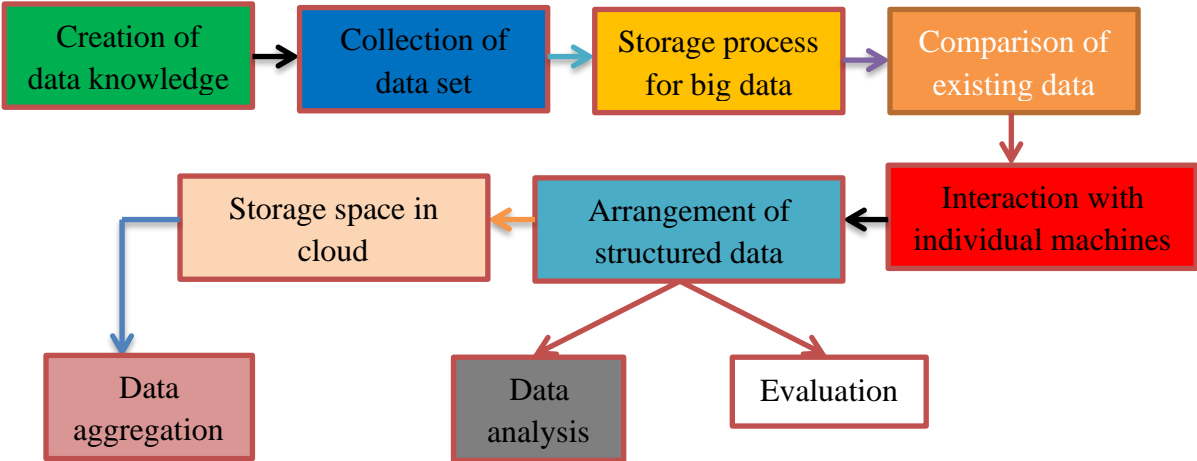 Creation of
data knowledge
Collection of
data set
Storage process
for big data
Comparison of
existing data
Interaction with
individual machines
Arrangement of
structured data
Storage space in
cloud
Data
aggregation
Data
analysis
Evaluation